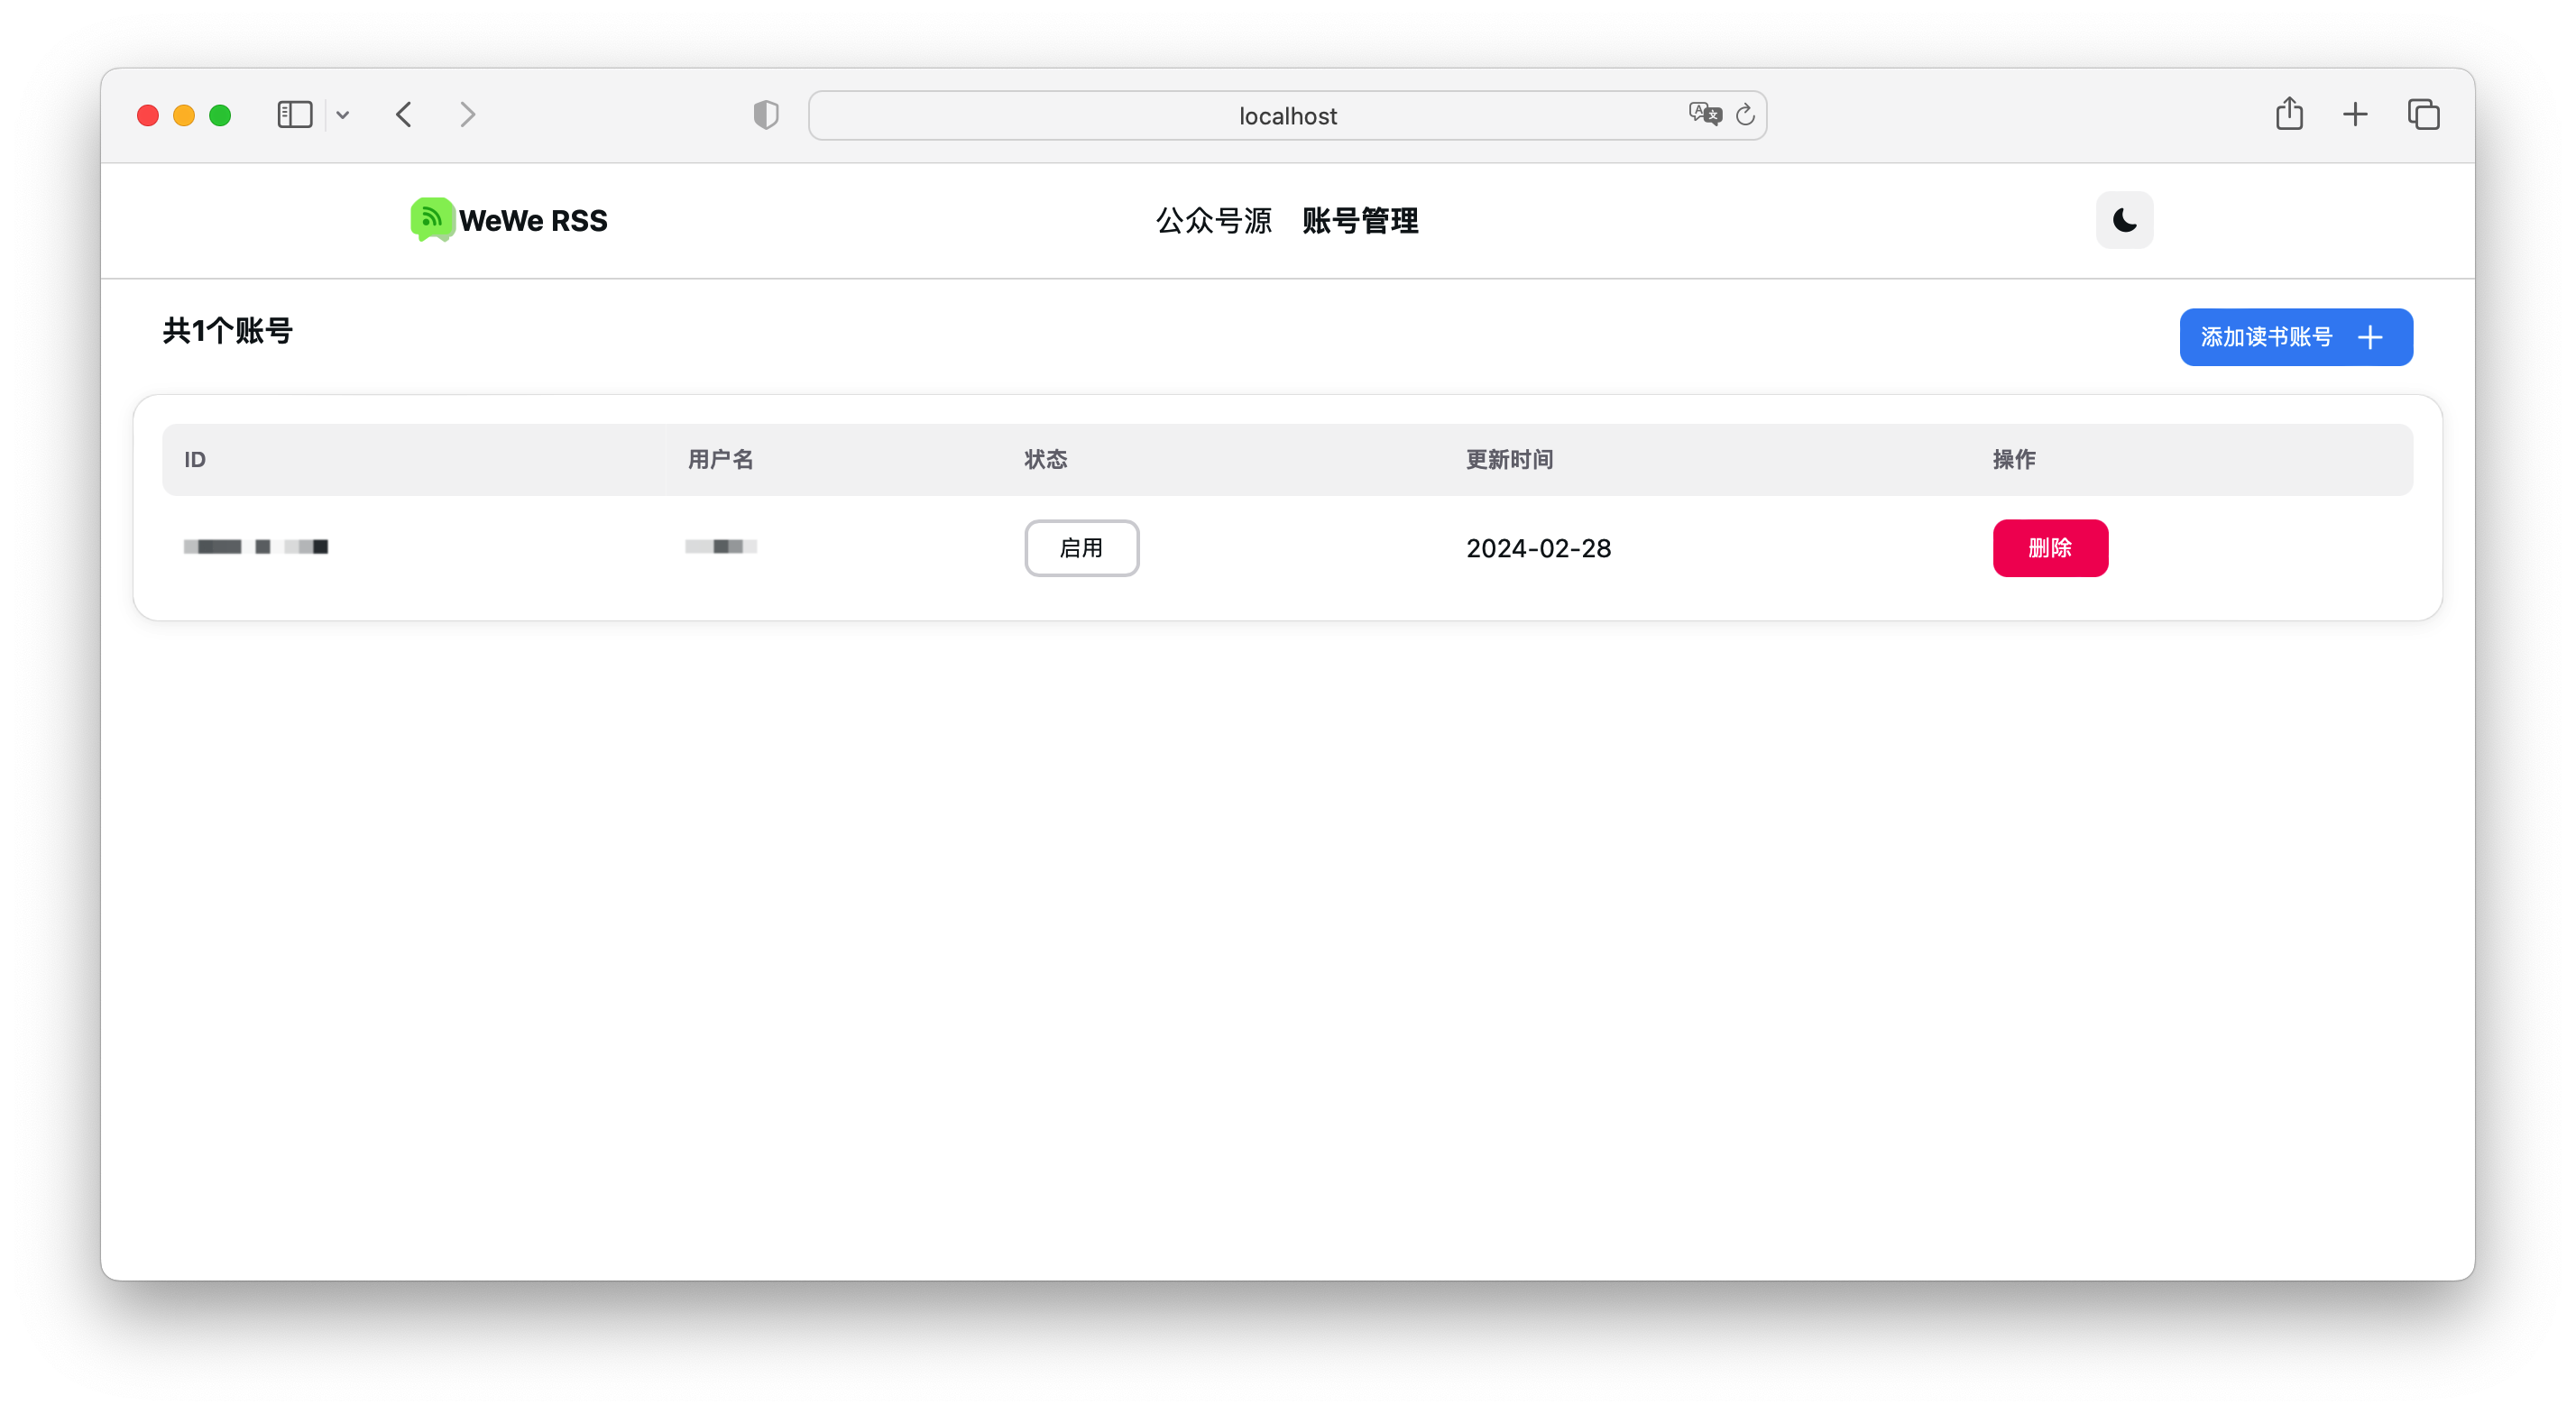 localhost
WeWe RSS
公众号源 账号管理
共1个账号
添加读书账号
ID 用户名 状态 更新时间 操作
启用 2024-02-28 删除